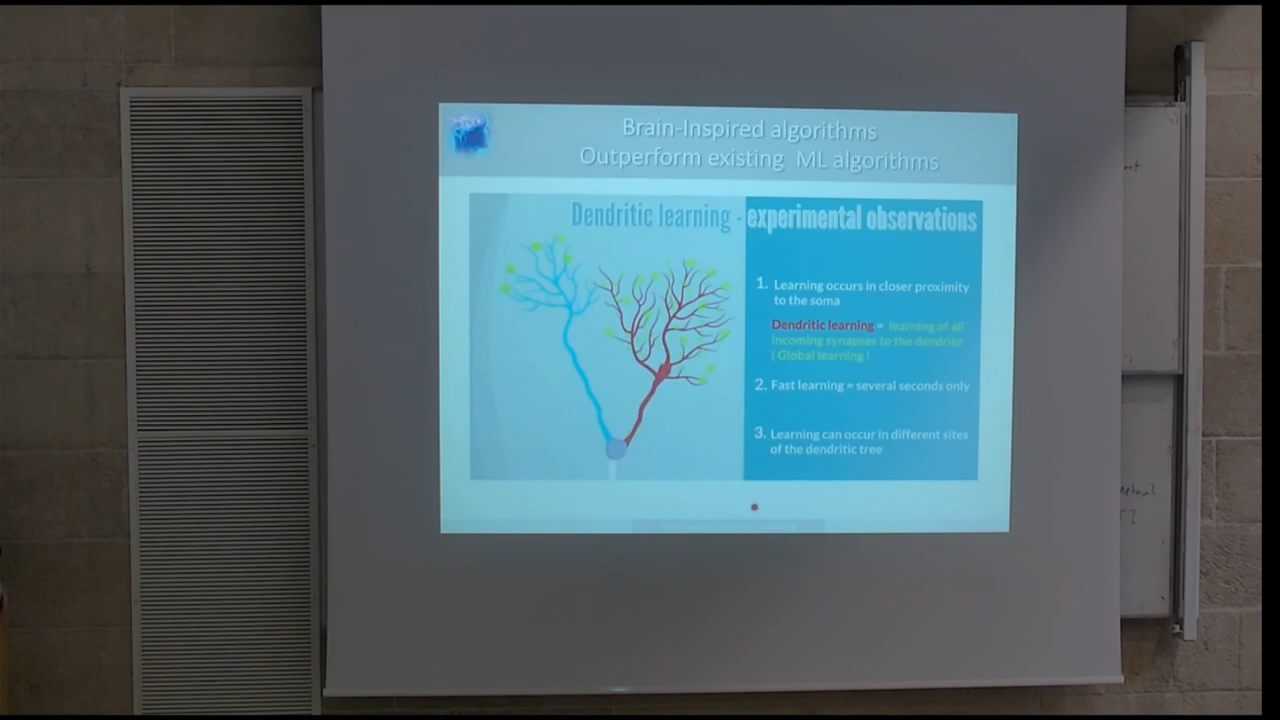 Brain-Inspired algorithms
Outperform existing ML algorithms
Dendritic learning - experimental observations
1. Learning occurs in closer proximity
to the soma
Dendritic learning = learning of all
incoming synapses to the dendrite
( Global learning )
2. Fast learning = several seconds only
3. Learning can occur in different sites
of the dendritic tree